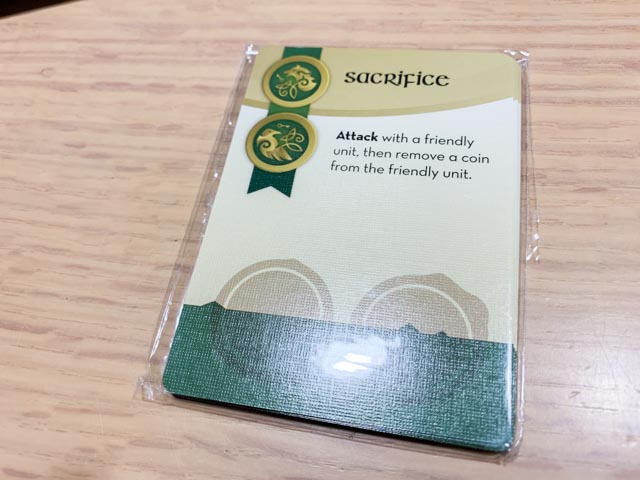 sacrifice
Attack with a friendly
unit, then remove a coin
from the friendly unit.